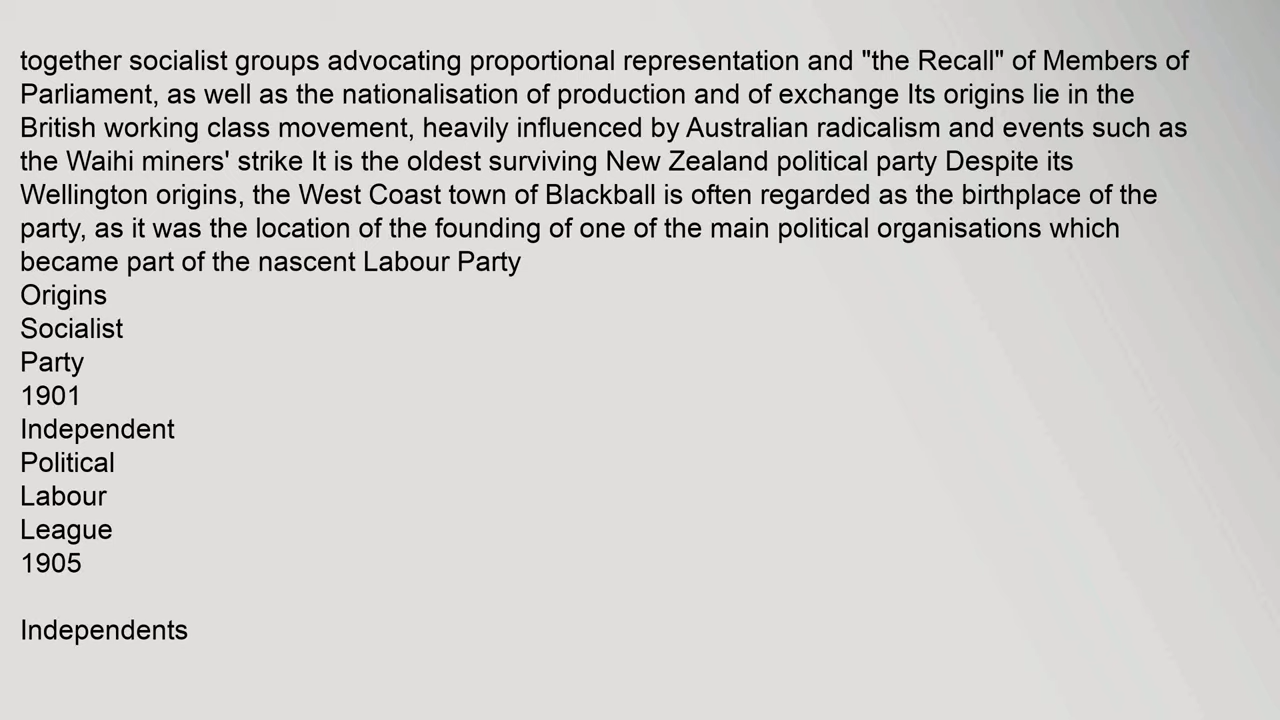 together socialist groups advocating proportional representation and "the Recall" of Members of
Parliament, as well as the nationalisation of production and of exchange Its origins lie in the
British working class movement, heavily influenced by Australian radicalism and events such as
the Waihi miners' strike It is the oldest surviving New Zealand political party Despite its
Wellington origins, the West Coast town of Blackball is often regarded as the birthplace of the
party, as it was the location of the founding of one of the main political organisations which
became part of the nascent Labour Party
Origins
Socialist
Party
1901
Independent
Political
Labour
League
1905
Independents